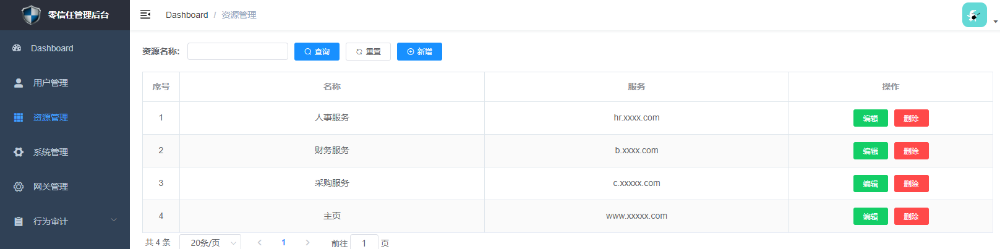 零信任管理后台
Dashboard / 资源管理
Dashboard
用户管理
资源管理
系统管理
网关管理
行为审计
资源名称: 查询 重置 新增
序号 名称 服务 操作
1 人事服务 hr.xxxx.com 编辑 删除
2 财务服务 b.xxxx.com 编辑 删除
3 采购服务 c.xxxxx.com 编辑 删除
4 主页 www.xxxxx.com 编辑 删除
共 4 条 20条/页 1 前往 1 页